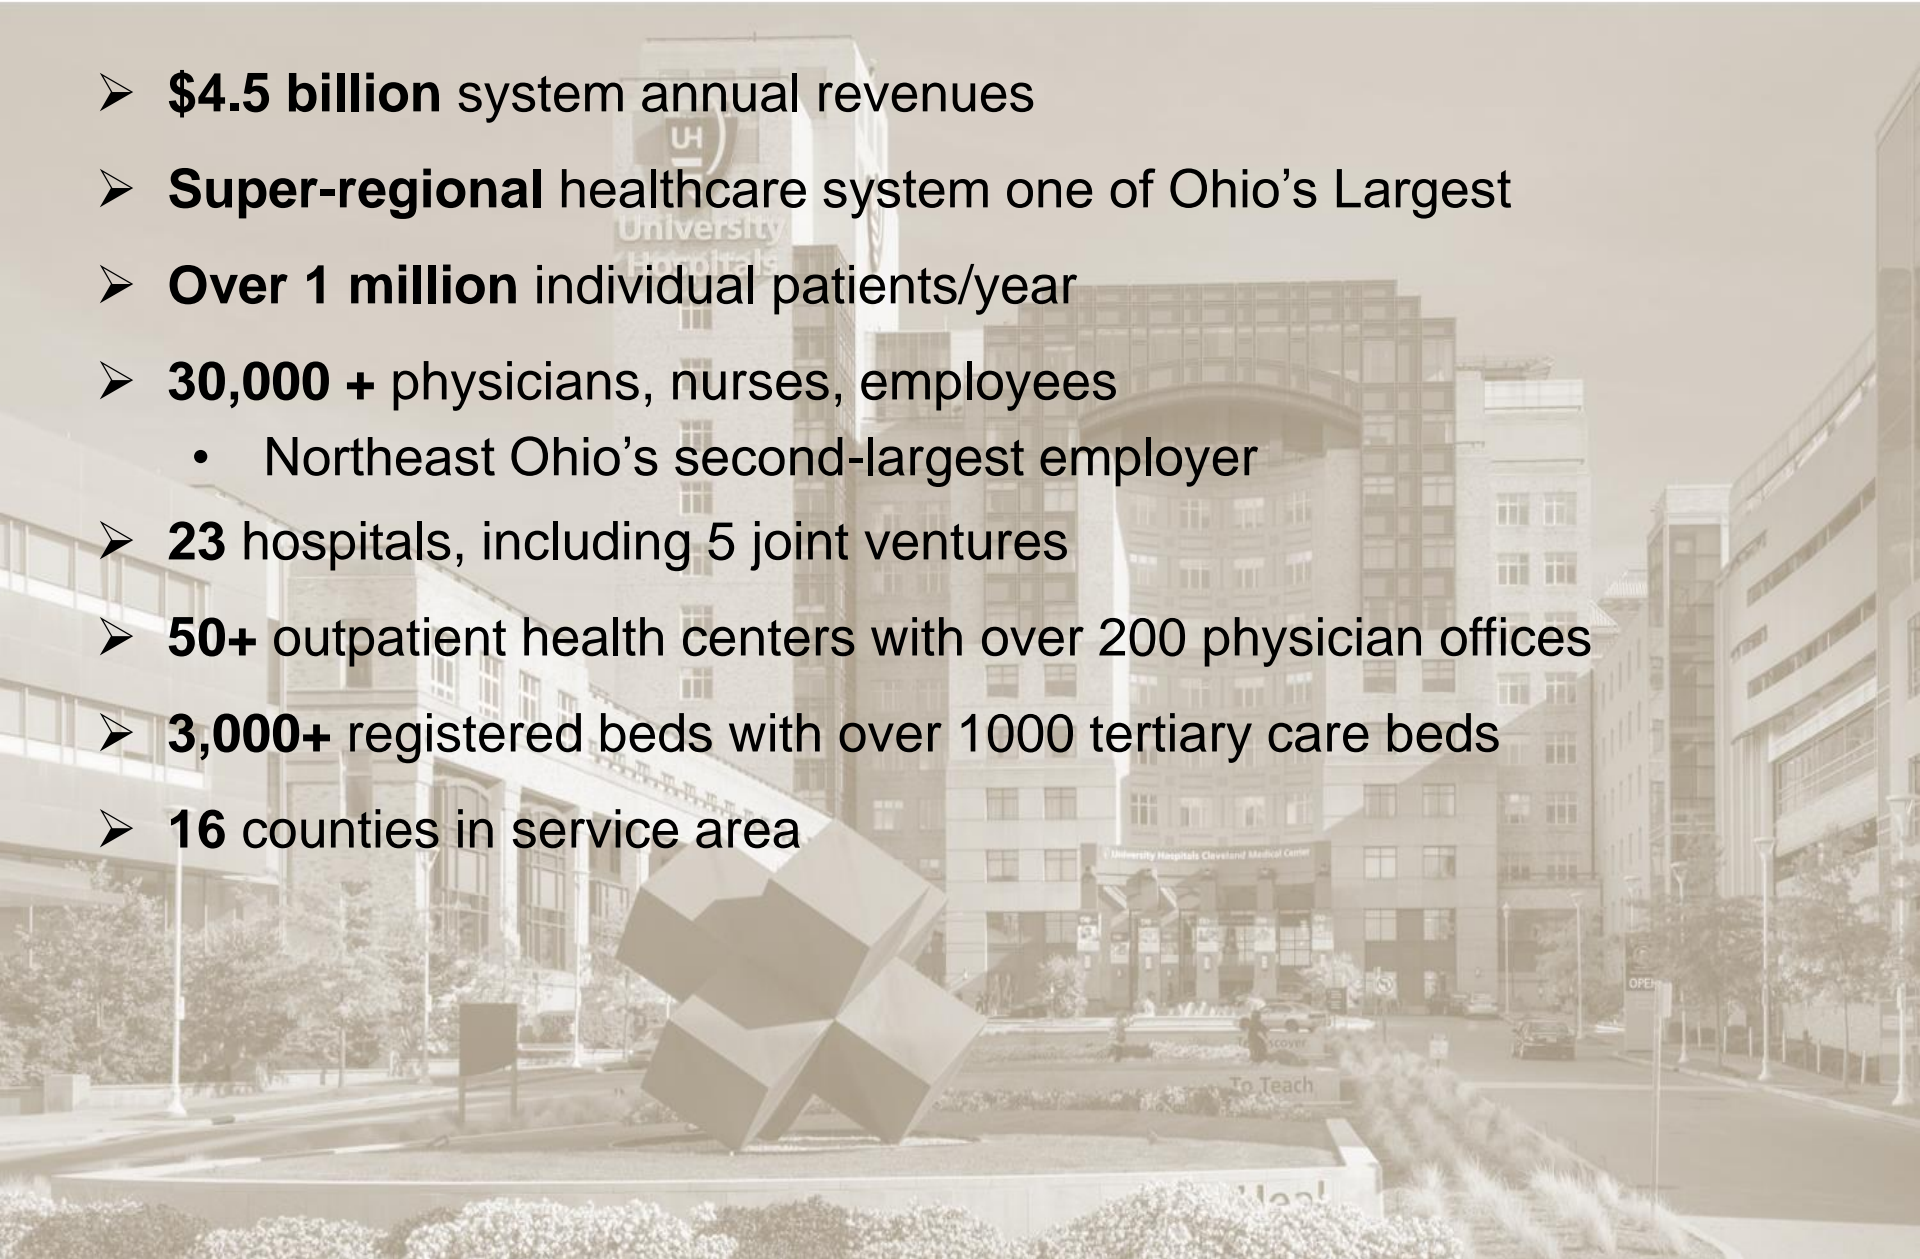 ➢ $4.5 billion system annual revenues
UH
➢ Super-regional healthcare system one of Ohio’s Largest
University
Hospitals
➢ Over 1 million individual patients/year
➢ 30,000 + physicians, nurses, employees
• Northeast Ohio’s second-largest employer
➢ 23 hospitals, including 5 joint ventures
➢ 50+ outpatient health centers with over 200 physician offices
➢ 3,000+ registered beds with over 1000 tertiary care beds
➢ 16 counties in service area
University Hospitals Cleveland Medical Center
OPEN
To Teach